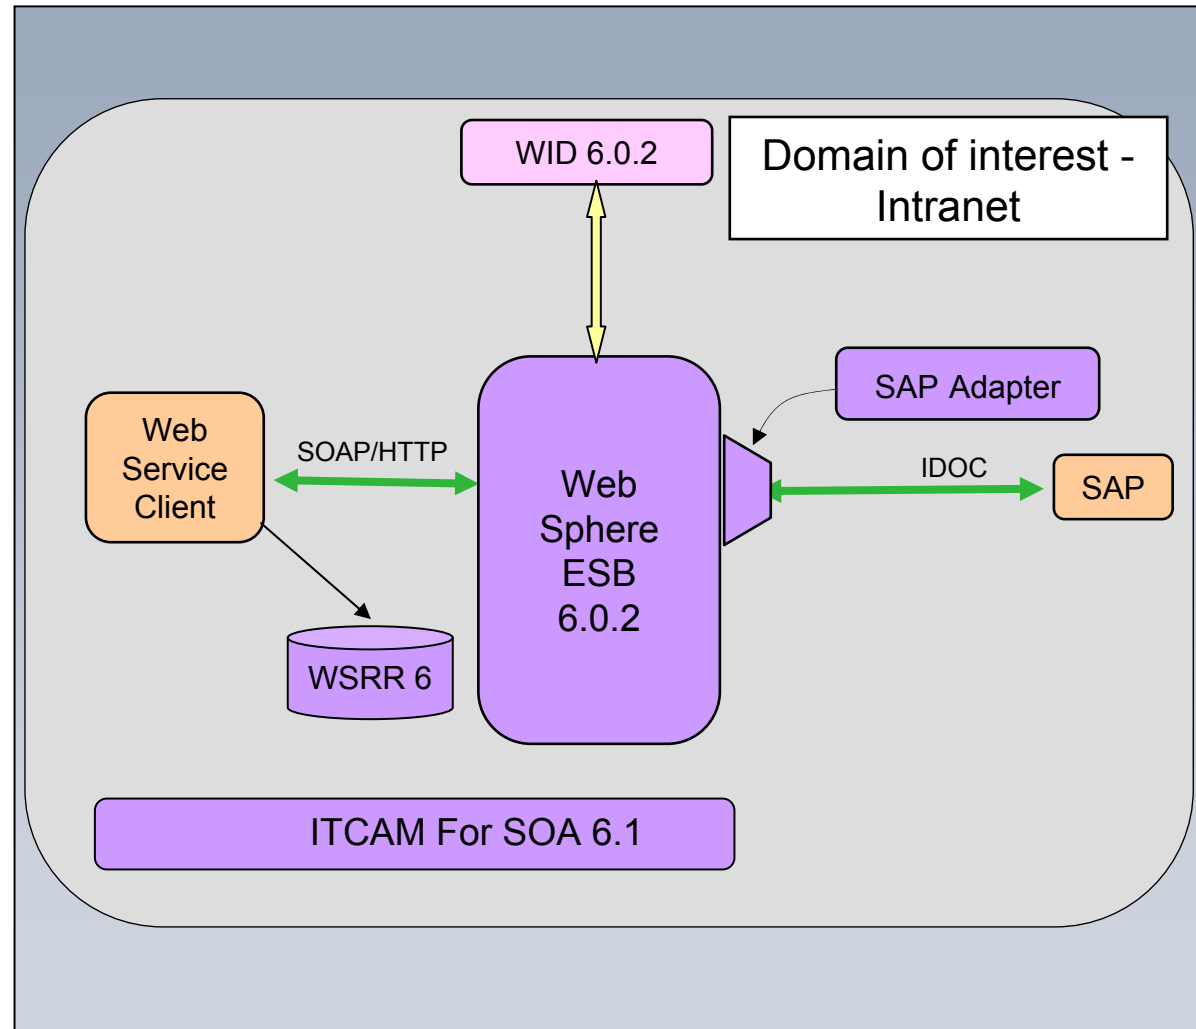 WID 6.0.2
Domain of interest -
Intranet
SAP Adapter
Web
Service
Client
SOAP/HTTP
Web
Sphere
ESB
6.0.2
IDOC
SAP
WSRR 6
ITCAM For SOA 6.1